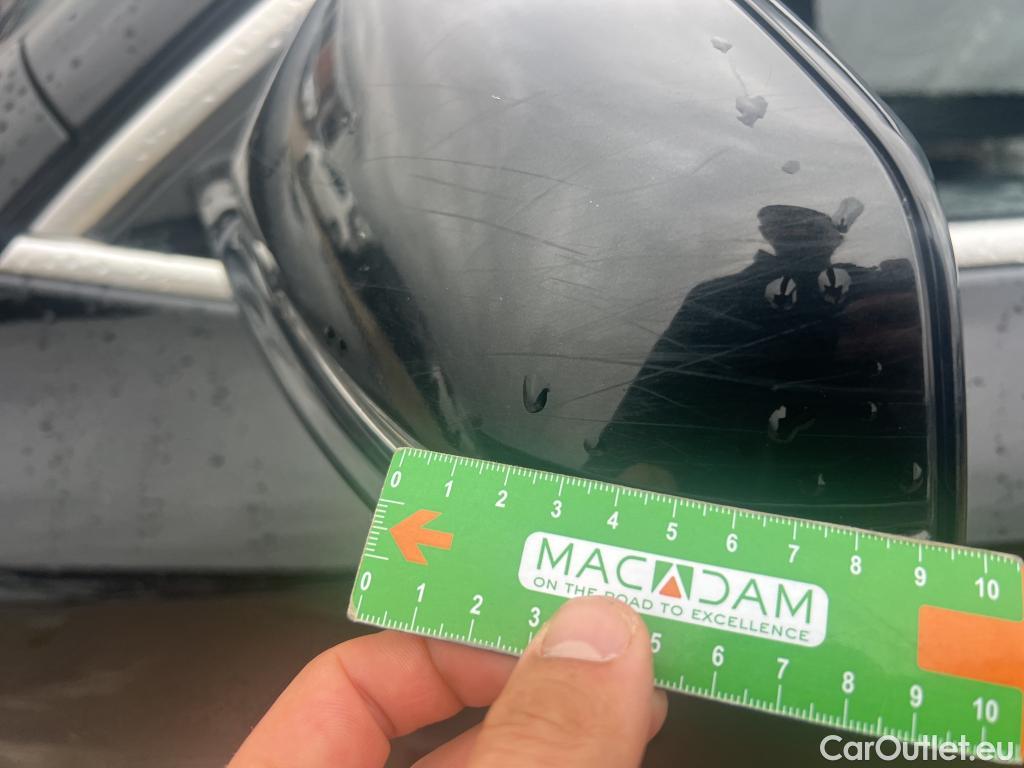 0 1 2 3 4 5 6 7 8 9 10
MACADAM
ON THE ROAD TO EXCELLENCE
0 1 2 3 5 6 7 8 9 10
CarOutlet.eu